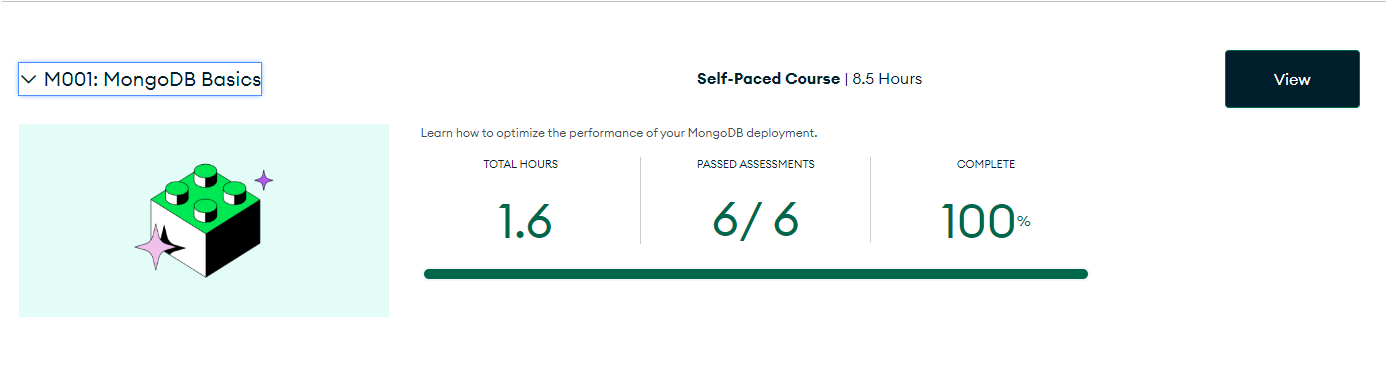 M001: MongoDB Basics
Self-Paced Course | 8.5 Hours
View
Learn how to optimize the performance of your MongoDB deployment.
TOTAL HOURS
PASSED ASSESSMENTS
COMPLETE
1.6
6/ 6
100%